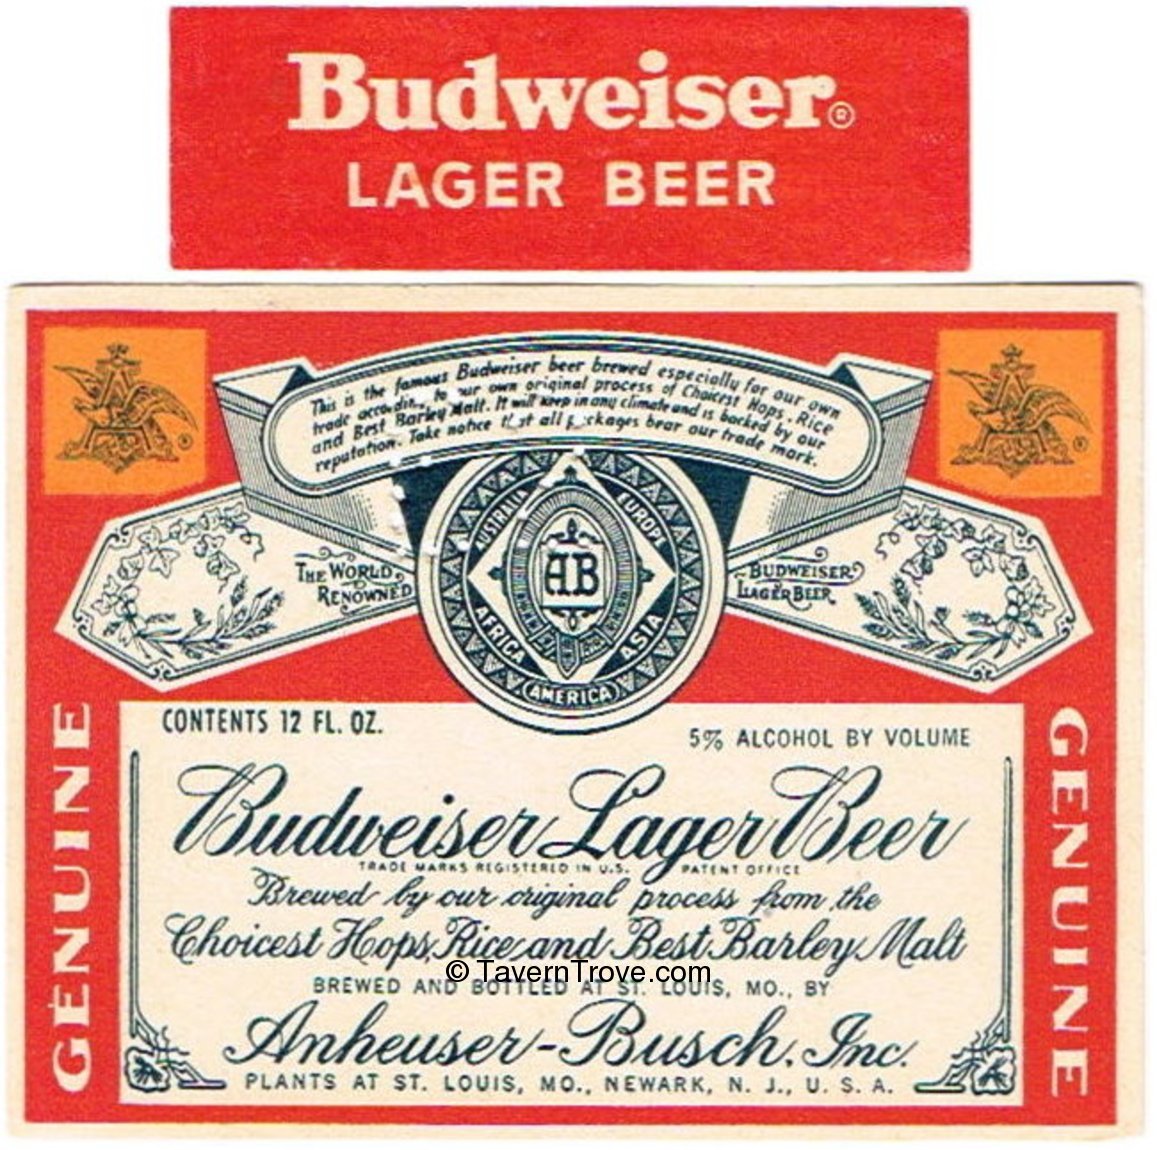 Budweiser®
LAGER BEER
This is the famous Budweiser beer brewed especially for our own
trade according to our own original process of Choicest Hops, Rice
and Best Barley Malt. It will keep in any climate and is backed by our
reputation. Take notice that all packages bear our trade mark.
AUSTRALIA
EUROPE
AB
AFRICA
ASIA
AMERICA
THE WORLD
RENOWNED
BUDWEISER
LAGER BEER
GENUINE
GENUINE
CONTENTS 12 FL. OZ.
5% ALCOHOL BY VOLUME
Budweiser Lager Beer
TRADE MARKS REGISTERED IN U.S. PATENT OFFICE
Brewed by our original process from the
Choicest Hops, Rice and Best Barley Malt
© TavernTrove.com
BREWED AND BOTTLED AT ST. LOUIS, MO., BY
Anheuser-Busch, Inc.
PLANTS AT ST. LOUIS, MO., NEWARK, N. J., U. S. A.